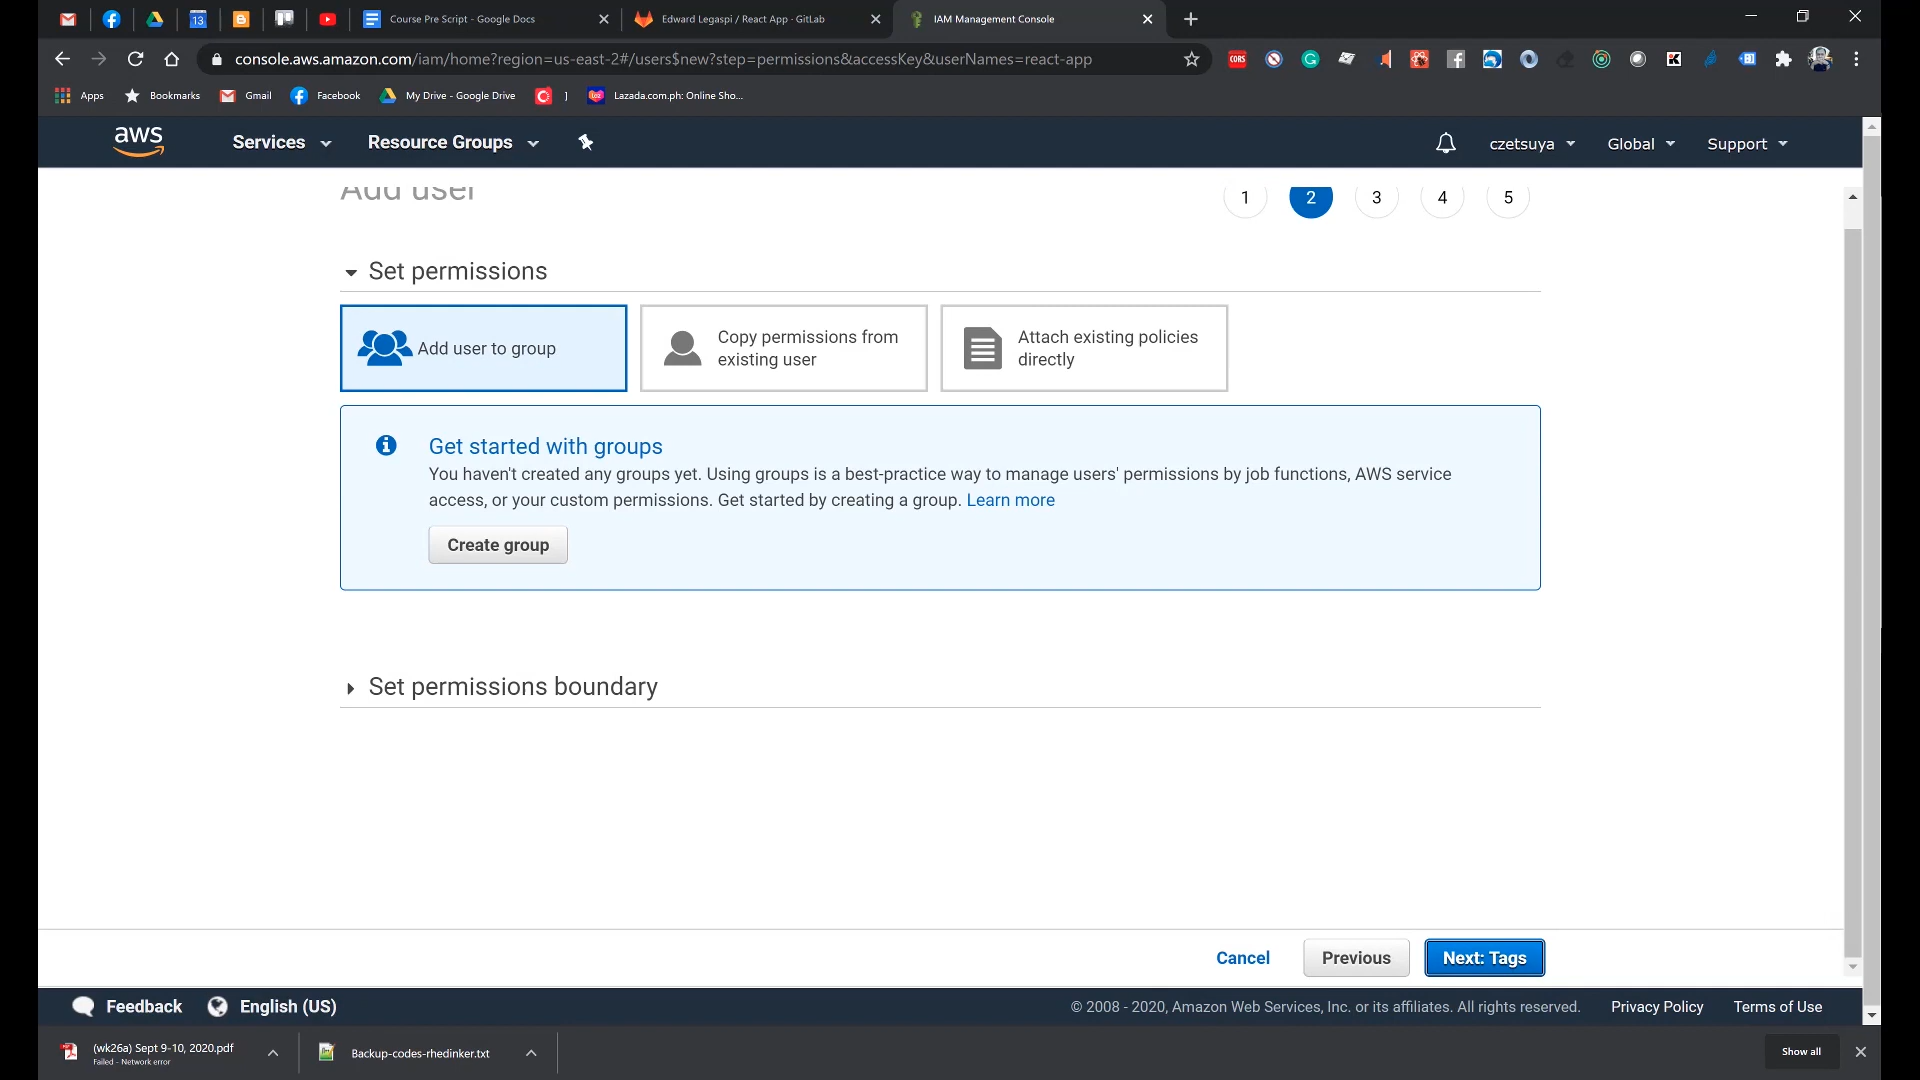 Course Pre Script - Google Docs
Edward Legaspi / React App · GitLab
IAM Management Console
console.aws.amazon.com/iam/home?region=us-east-2#/users$new?step=permissions&accessKey&userNames=react-app
CORS
Apps
Bookmarks
Gmail
Facebook
My Drive - Google Drive
]
Lazada.com.ph: Online Sho...
aws
Services
Resource Groups
czetsuya
Global
Support
Add user
1
2
3
4
5
Set permissions
Add user to group
Copy permissions from
existing user
Attach existing policies
directly
Get started with groups
You haven't created any groups yet. Using groups is a best-practice way to manage users' permissions by job functions, AWS service
access, or your custom permissions. Get started by creating a group. Learn more
Create group
Set permissions boundary
Cancel
Previous
Next: Tags
Feedback
English (US)
© 2008 - 2020, Amazon Web Services, Inc. or its affiliates. All rights reserved.
Privacy Policy
Terms of Use
(wk26a) Sept 9-10, 2020.pdf
Failed - Network error
Backup-codes-rhedinker.txt
Show all